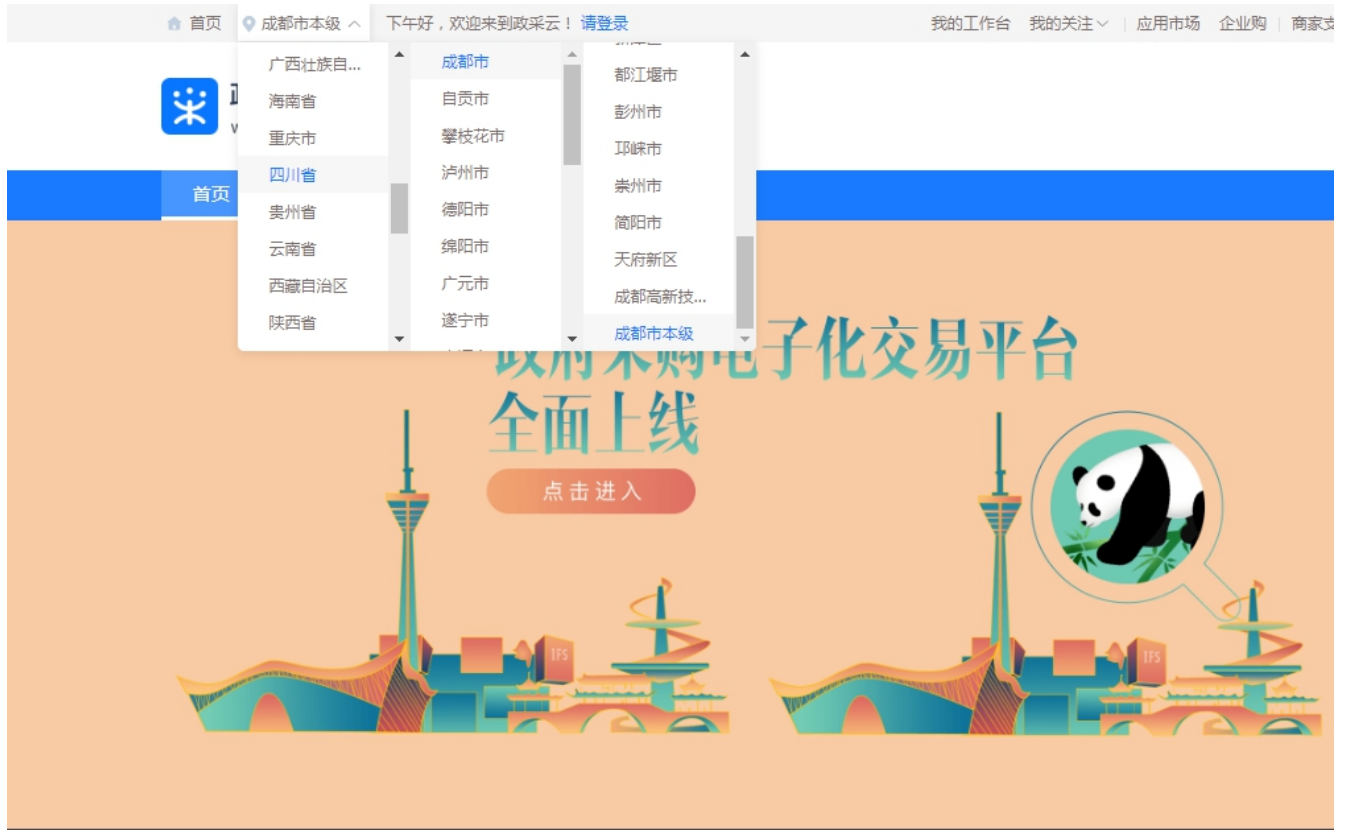 首页 成都市本级 下午好，欢迎来到政采云！请登录 我的工作台 我的关注 应用市场 企业购 商家支
广西壮族自...
海南省
重庆市
四川省
贵州省
云南省
西藏自治区
陕西省
成都市
自贡市
攀枝花市
泸州市
德阳市
绵阳市
广元市
遂宁市
都江堰市
彭州市
邛崃市
崇州市
简阳市
天府新区
成都高新技...
成都市本级
首页
政府采购电子化交易平台
全面上线
点击进入
IFS
IFS